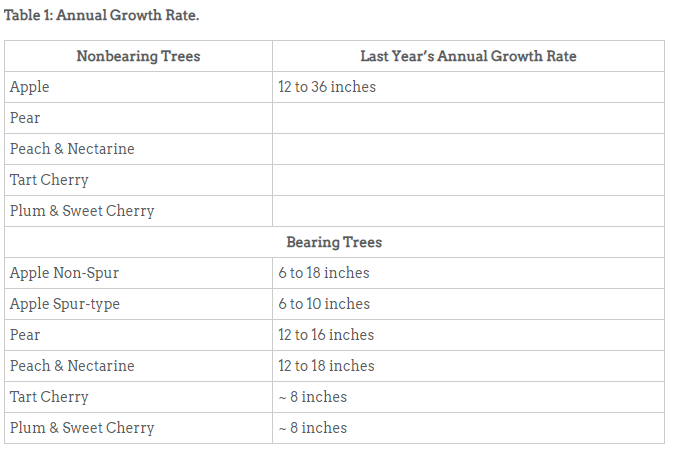 Table 1: Annual Growth Rate.
Nonbearing Trees Last Year’s Annual Growth Rate
Apple 12 to 36 inches
Pear
Peach & Nectarine
Tart Cherry
Plum & Sweet Cherry
Bearing Trees
Apple Non-Spur 6 to 18 inches
Apple Spur-type 6 to 10 inches
Pear 12 to 16 inches
Peach & Nectarine 12 to 18 inches
Tart Cherry ~ 8 inches
Plum & Sweet Cherry ~ 8 inches